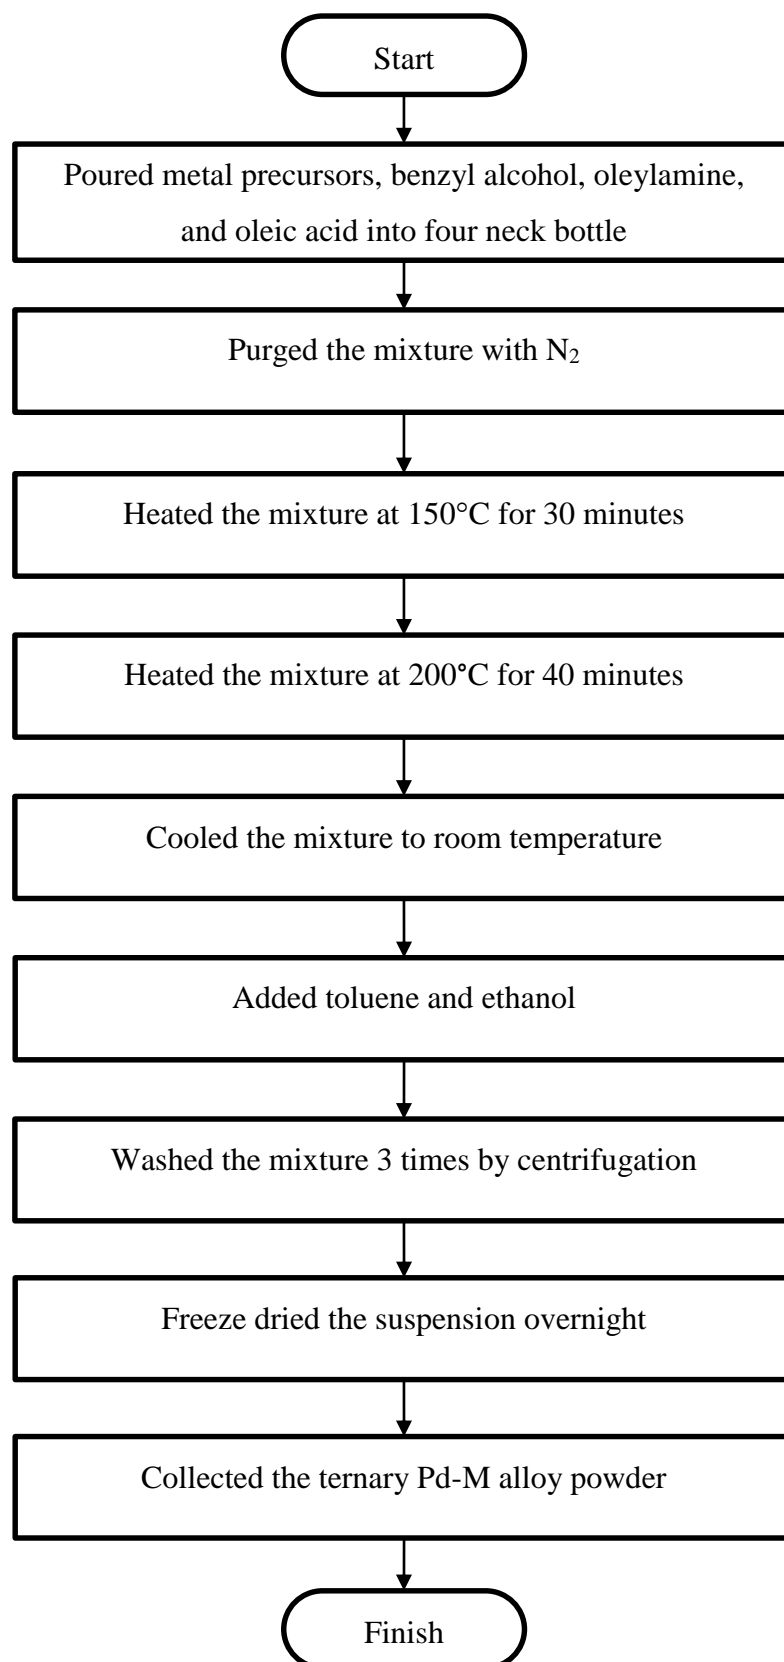 Start
Poured metal precursors, benzyl alcohol, oleylamine,
and oleic acid into four neck bottle
Purged the mixture with N₂
Heated the mixture at 150°C for 30 minutes
Heated the mixture at 200°C for 40 minutes
Cooled the mixture to room temperature
Added toluene and ethanol
Washed the mixture 3 times by centrifugation
Freeze dried the suspension overnight
Collected the ternary Pd-M alloy powder
Finish